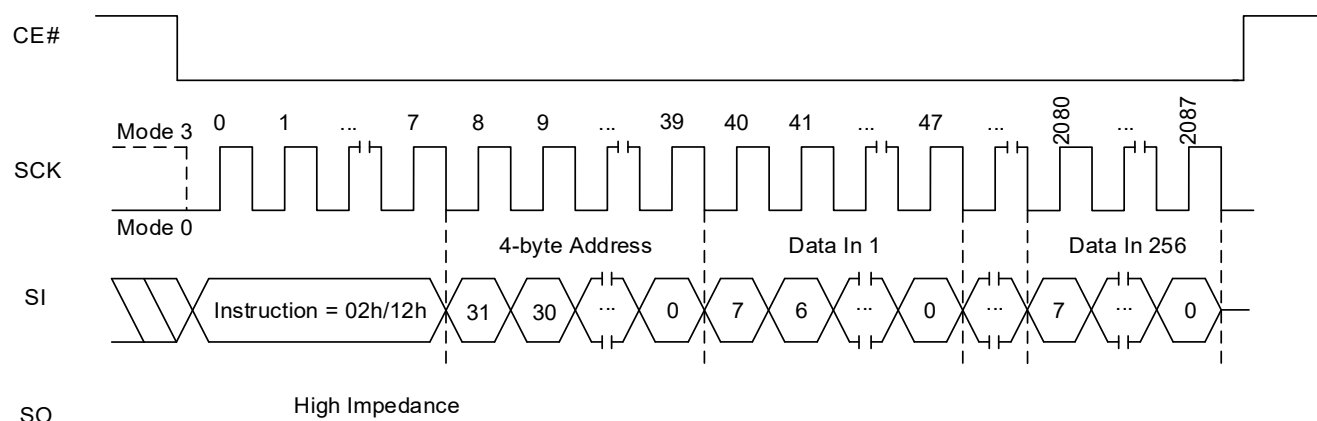 CE#
SCK
Mode 3
Mode 0
0 1 ... 7 8 9 ... 39 40 41 ... 47 ... 2080 ... 2087
4-byte Address Data In 1 Data In 256
SI
Instruction = 02h/12h 31 30 ... 0 7 6 ... 0 ... 7 ... 0
High Impedance
SO